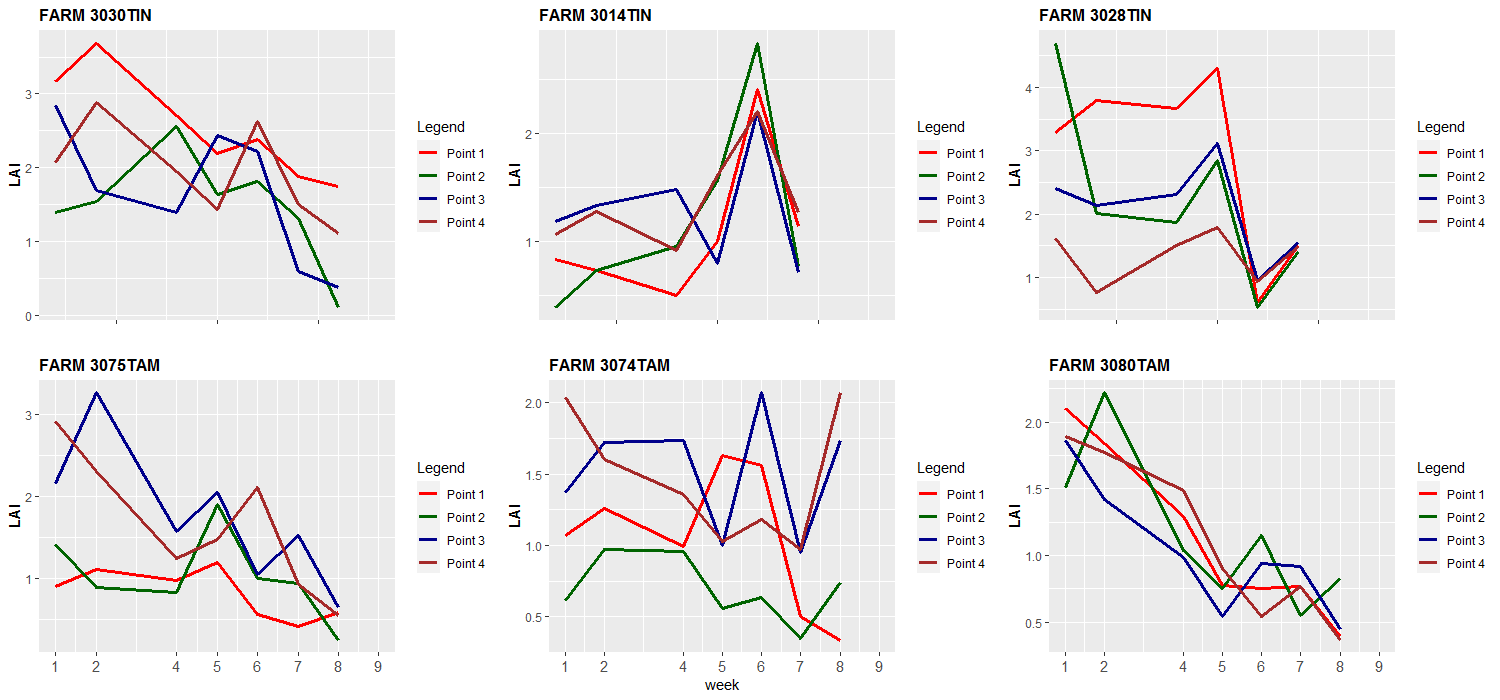 FARM 3030TIN
LAI
3
2
1
0
Legend
Point 1
Point 2
Point 3
Point 4
FARM 3014TIN
LAI
2
1
Legend
Point 1
Point 2
Point 3
Point 4
FARM 3028TIN
LAI
4
3
2
1
Legend
Point 1
Point 2
Point 3
Point 4
FARM 3075TAM
LAI
3
2
1
1 2 4 5 6 7 8 9
Legend
Point 1
Point 2
Point 3
Point 4
FARM 3074TAM
LAI
2.0
1.5
1.0
0.5
1 2 4 5 6 7 8 9
week
Legend
Point 1
Point 2
Point 3
Point 4
FARM 3080TAM
LAI
2.0
1.5
1.0
0.5
1 2 4 5 6 7 8 9
Legend
Point 1
Point 2
Point 3
Point 4